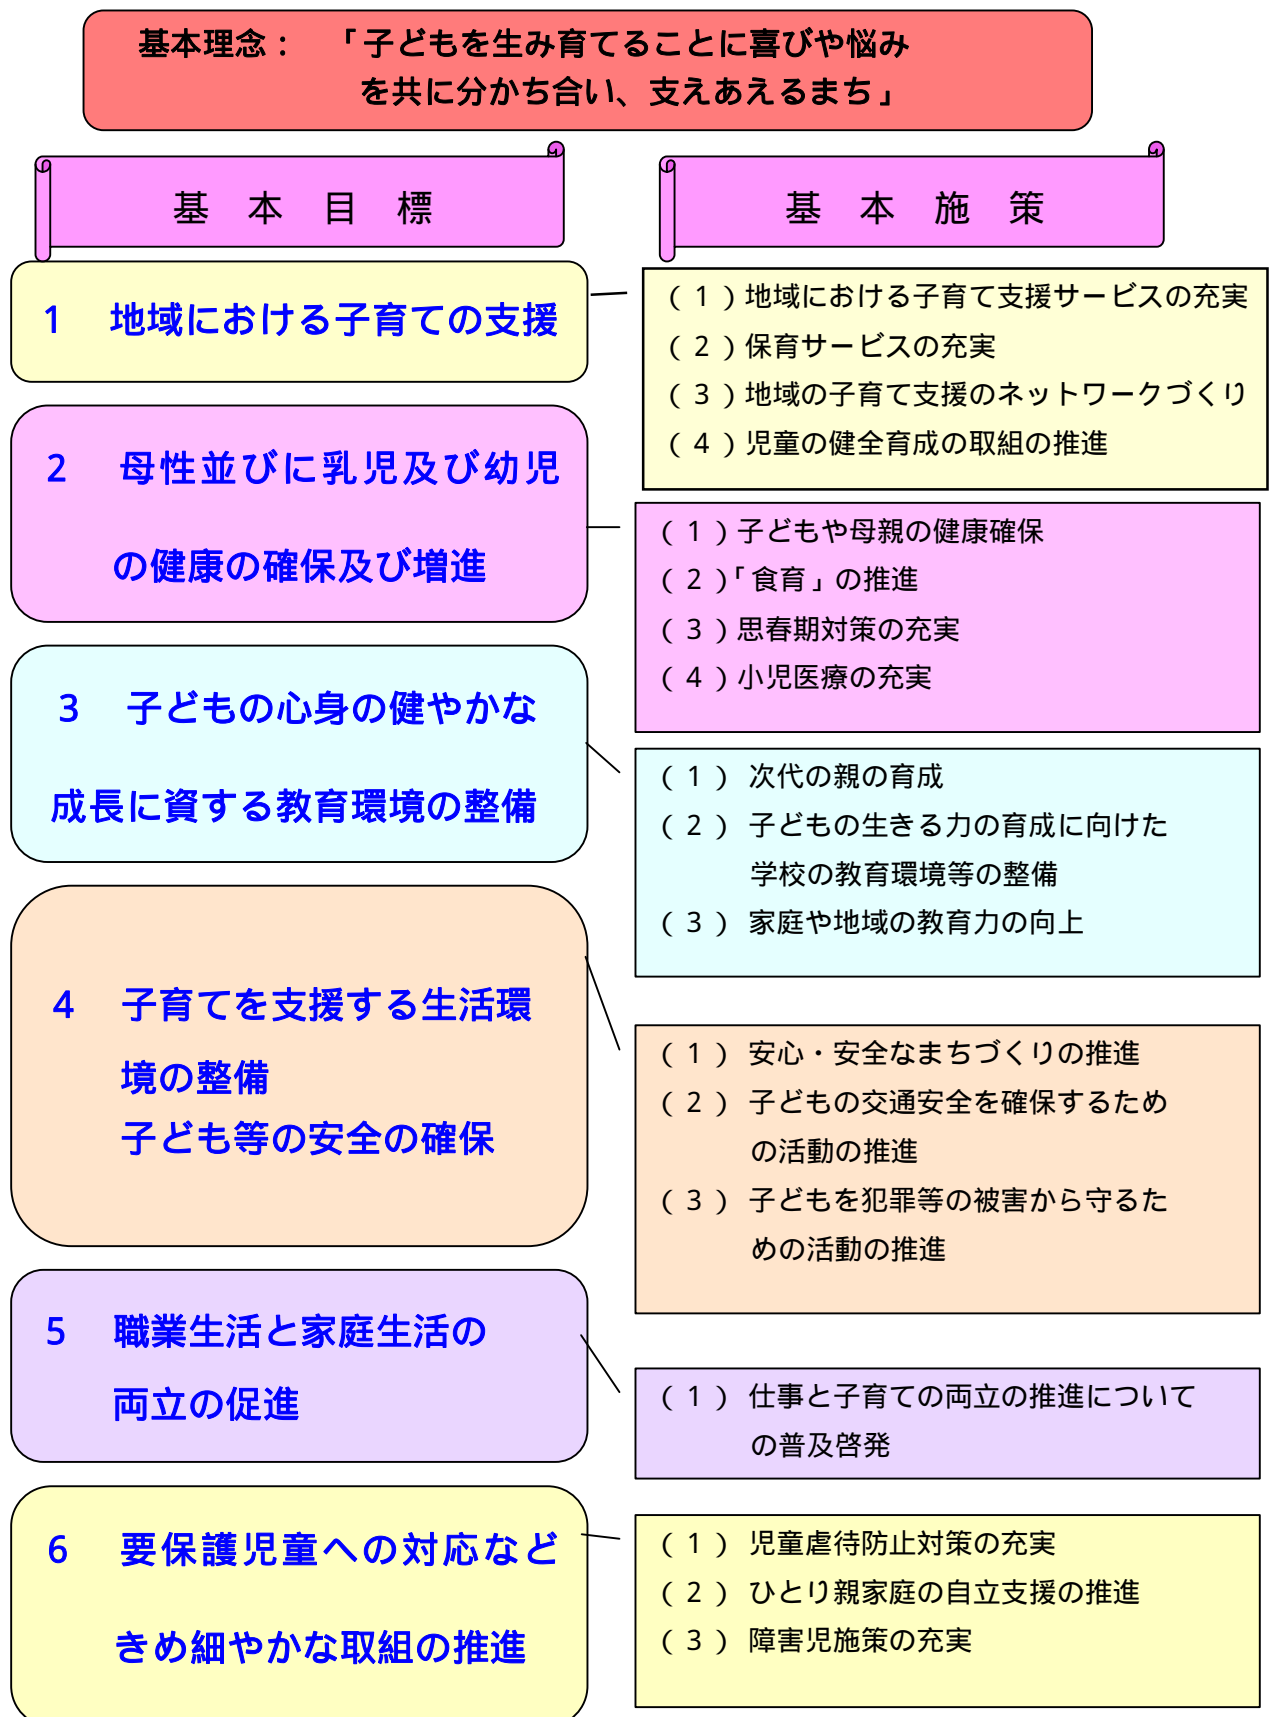 基本理念：　「子どもを生み育てることに喜びや悩み
を共に分かち合い、支えあえるまち」
基　本　目　標
基　本　施　策
１　地域における子育ての支援
（１）地域における子育て支援サービスの充実
（２）保育サービスの充実
（３）地域の子育て支援のネットワークづくり
（４）児童の健全育成の取組の推進
２　母性並びに乳児及び幼児
の健康の確保及び増進
（１）子どもや母親の健康確保
（２）「食育」の推進
（３）思春期対策の充実
（４）小児医療の充実
３　子どもの心身の健やかな
成長に資する教育環境の整備
（１） 次代の親の育成
（２） 子どもの生きる力の育成に向けた
学校の教育環境等の整備
（３） 家庭や地域の教育力の向上
４　子育てを支援する生活環
境の整備
子ども等の安全の確保
（１） 安心・安全なまちづくりの推進
（２） 子どもの交通安全を確保するため
の活動の推進
（３） 子どもを犯罪等の被害から守るた
めの活動の推進
５　職業生活と家庭生活の
両立の促進
（１） 仕事と子育ての両立の推進について
の普及啓発
６　要保護児童への対応など
きめ細やかな取組の推進
（１） 児童虐待防止対策の充実
（２） ひとり親家庭の自立支援の推進
（３） 障害児施策の充実